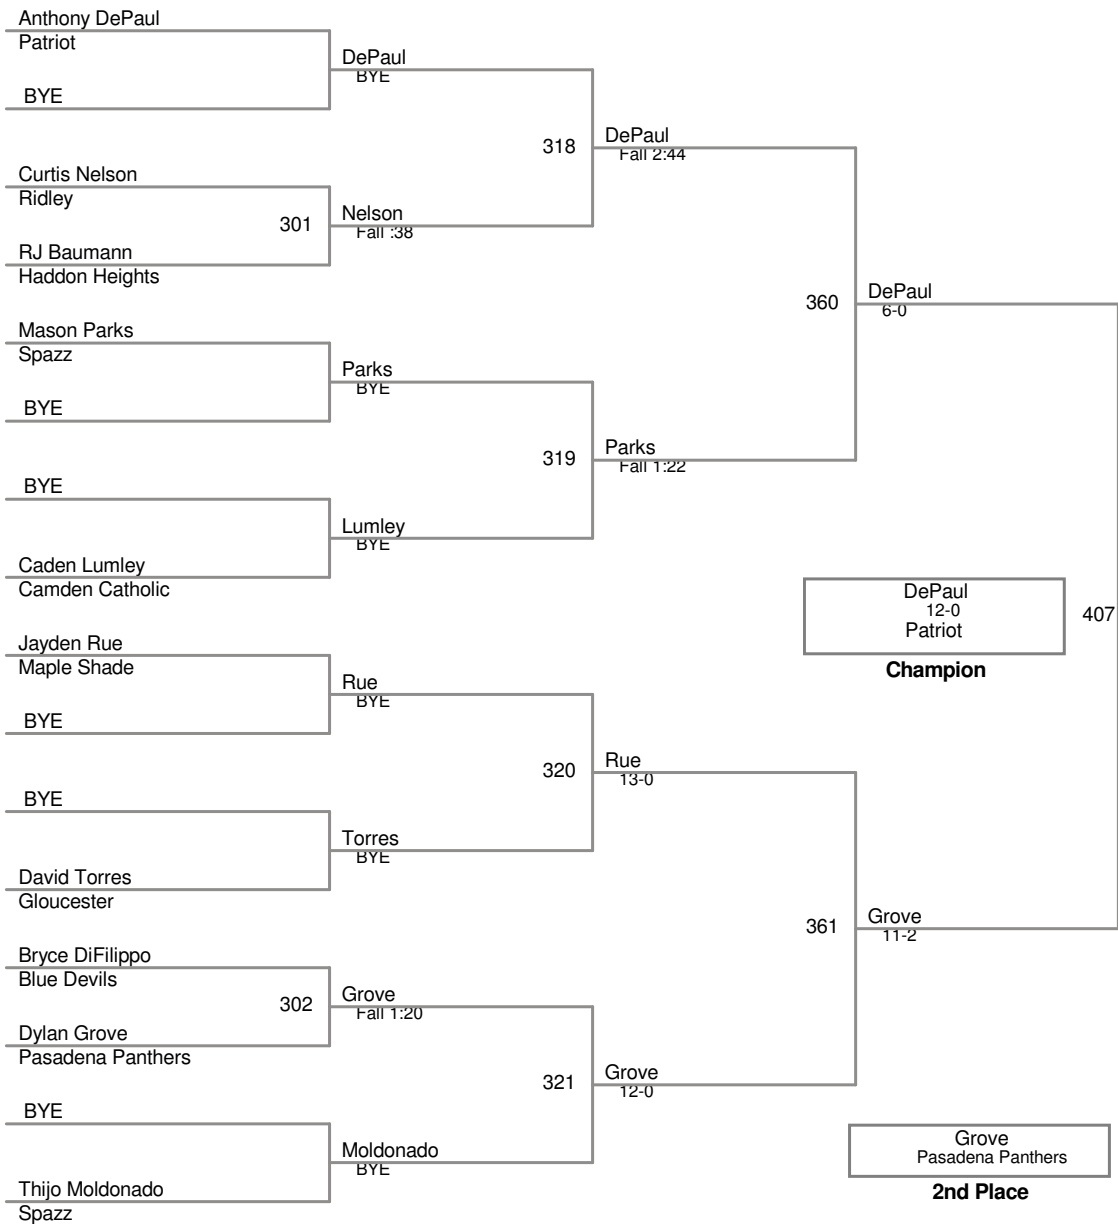 Anthony DePaul
Patriot
BYE
DePaul
BYE
318
DePaul
Fall 2:44
Curtis Nelson
Ridley
301
Nelson
Fall :38
RJ Baumann
Haddon Heights
360
DePaul
6-0
Mason Parks
Spazz
BYE
Parks
BYE
319
Parks
Fall 1:22
BYE
Lumley
BYE
Caden Lumley
Camden Catholic
DePaul
12-0
Patriot
407
Champion
Jayden Rue
Maple Shade
BYE
Rue
BYE
320
Rue
13-0
BYE
Torres
BYE
David Torres
Gloucester
361
Grove
11-2
Bryce DiFilippo
Blue Devils
302
Grove
Fall 1:20
Dylan Grove
Pasadena Panthers
321
Grove
12-0
BYE
Moldonado
BYE
Thijo Moldonado
Spazz
Grove
Pasadena Panthers
2nd Place